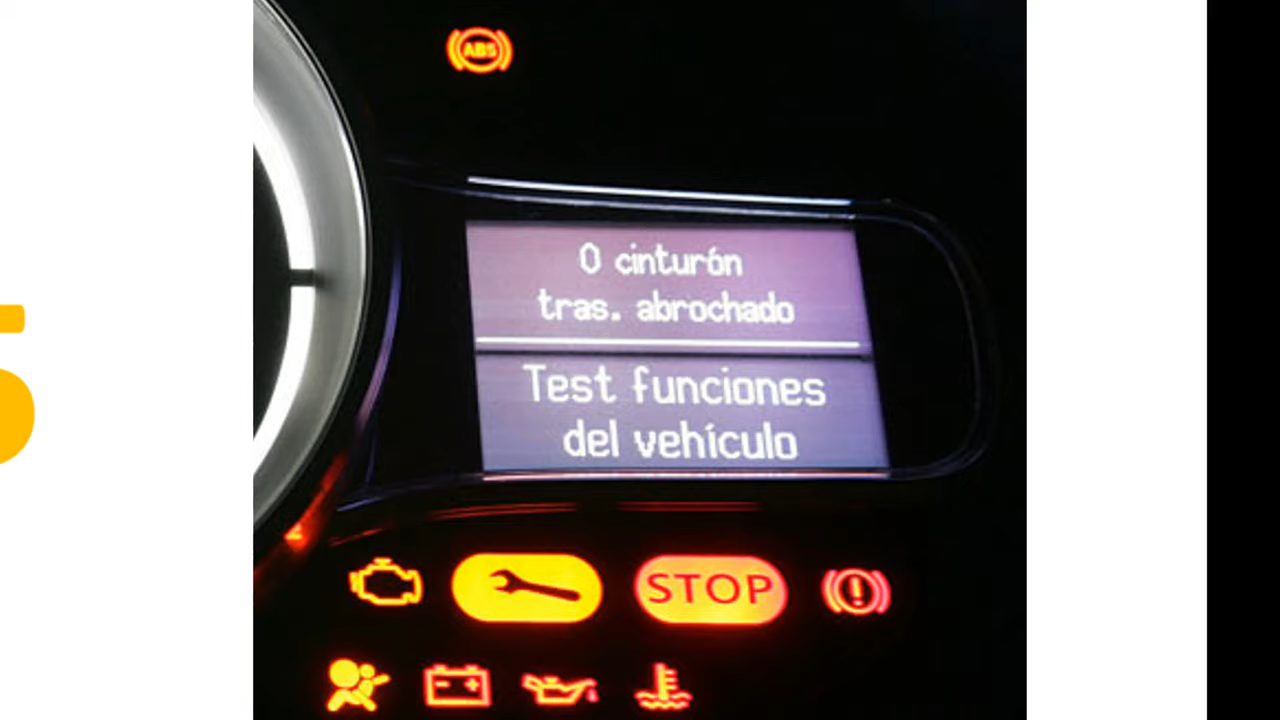 ABS
0 cinturón
tras. abrochado
Test funciones
del vehículo
STOP